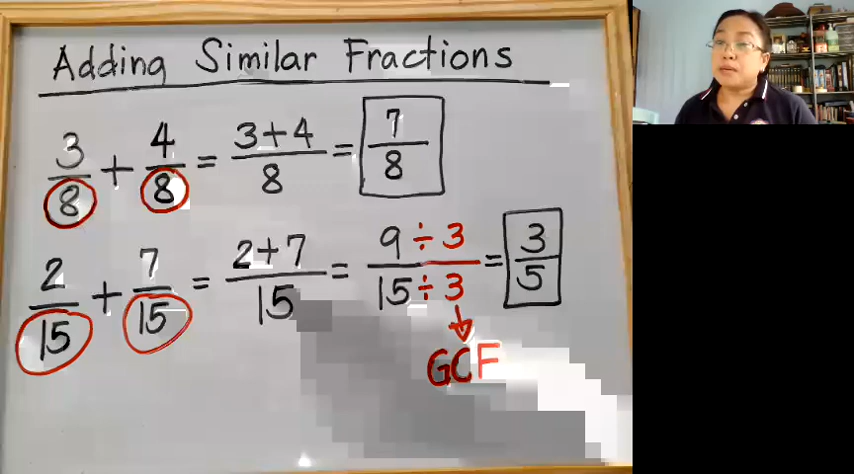 Adding Similar Fractions
3/8 + 4/8 = 3+4/8 = 7/8
2/15 + 7/15 = 2+7/15 = 9÷3/15÷3 = 3/5
GCF